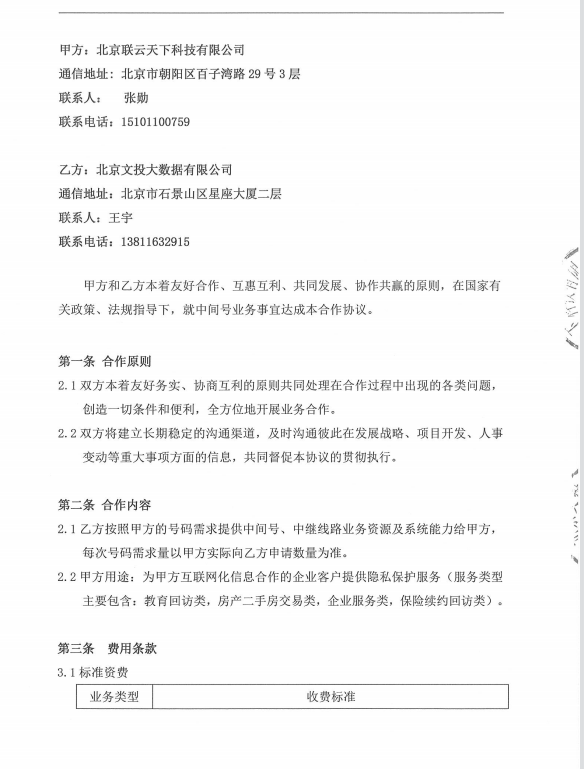 甲方：北京联云天下科技有限公司
通信地址：北京市朝阳区百子湾路 29 号 3 层
联系人： 张勋
联系电话：15101100759
乙方：北京文投大数据有限公司
通信地址：北京市石景山区星座大厦二层
联系人：王宇
联系电话：13811632915
甲方和乙方本着友好合作、互惠互利、共同发展、协作共赢的原则，在国家有
关政策、法规指导下，就中间号业务事宜达成本合作协议。
第一条 合作原则
2.1 双方本着友好务实、协商互利的原则共同处理在合作过程中出现的各类问题，
创造一切条件和便利，全方位地开展业务合作。
2.2 双方将建立长期稳定的沟通渠道，及时沟通彼此在发展战略、项目开发、人事
变动等重大事项方面的信息，共同督促本协议的贯彻执行。
第二条 合作内容
2.1 乙方按照甲方的号码需求提供中间号、中继线路业务资源及系统能力给甲方，
每次号码需求量以甲方实际向乙方申请数量为准。
2.2 甲方用途：为甲方互联网化信息合作的企业客户提供隐私保护服务（服务类型
主要包含：教育回访类，房产二手房交易类，企业服务类，保险续约回访类）。
第三条 费用条款
3.1 标准资费
业务类型 收费标准